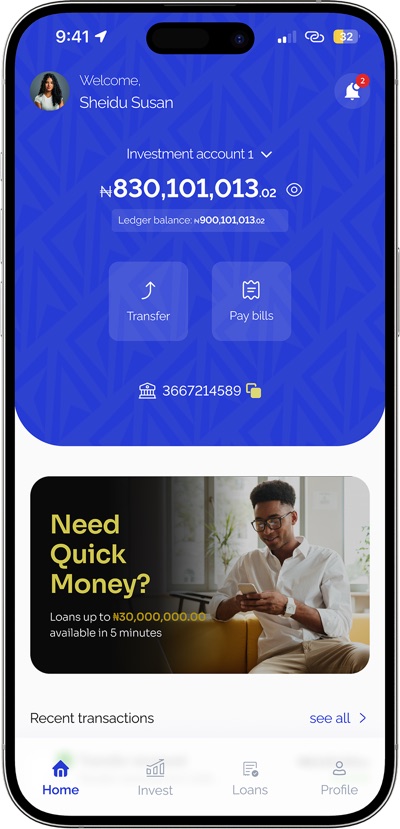 9:41
32
Welcome,
2
Sheidu Susan
Investment account 1
₦830,101,013.02
Ledger balance: ₦900,101,013.02
Transfer
Pay bills
3667214589
Need
Quick
Money?
Loans up to ₦30,000,000.00
available in 5 minutes
Recent transactions
see all
Home
Invest
Loans
Profile